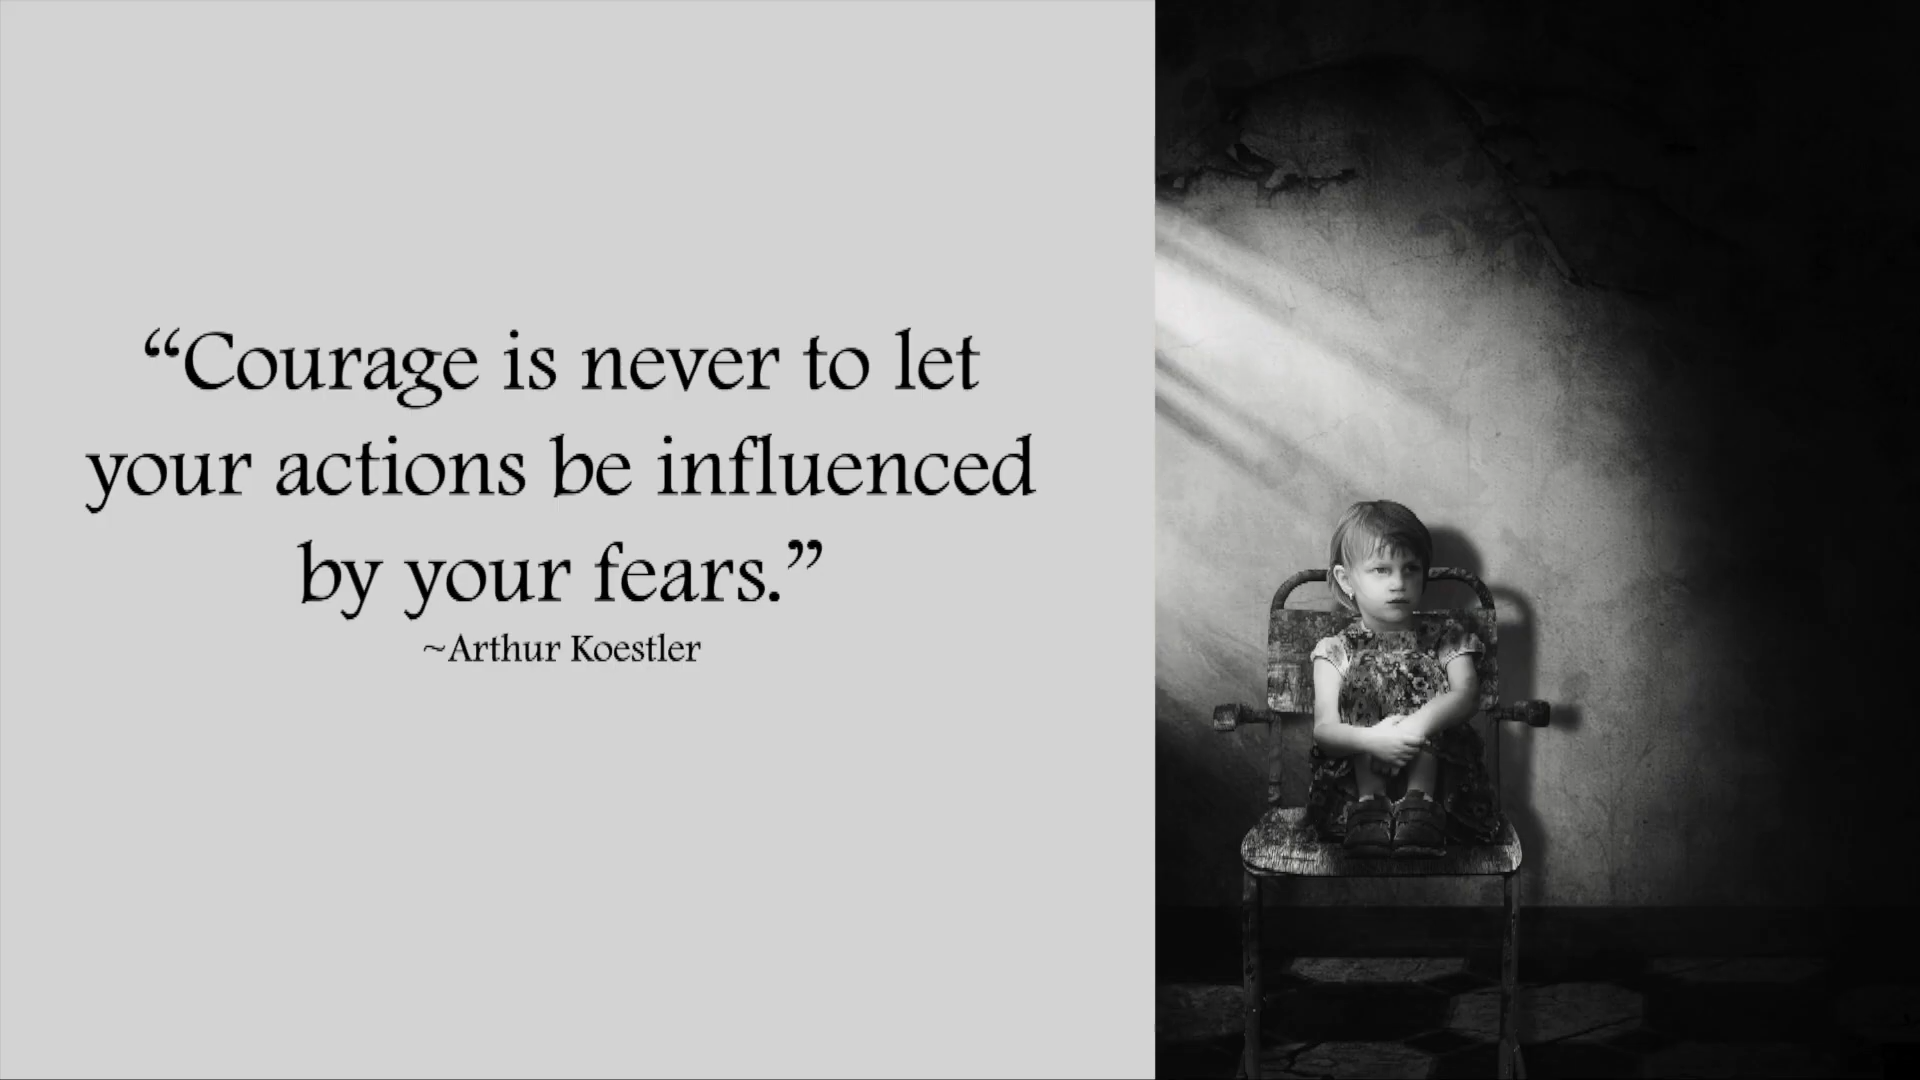 “Courage is never to let
your actions be influenced
by your fears.”
~Arthur Koestler